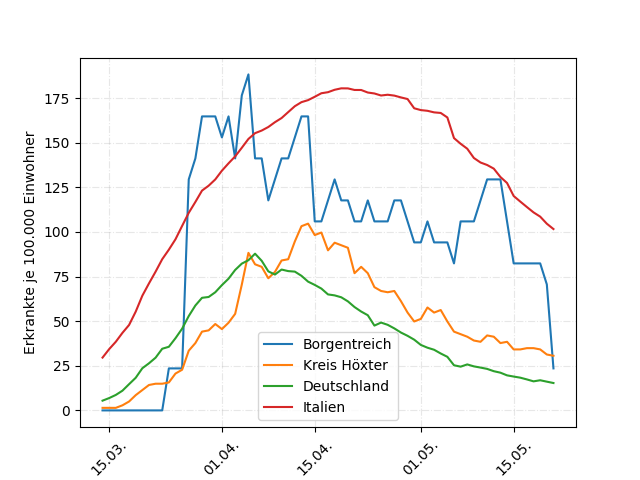 Erkrankte je 100.000 Einwohner
175
150
125
100
75
50
25
0
Borgentreich
Kreis Höxter
Deutschland
Italien
15.03.
01.04.
15.04.
01.05.
15.05.